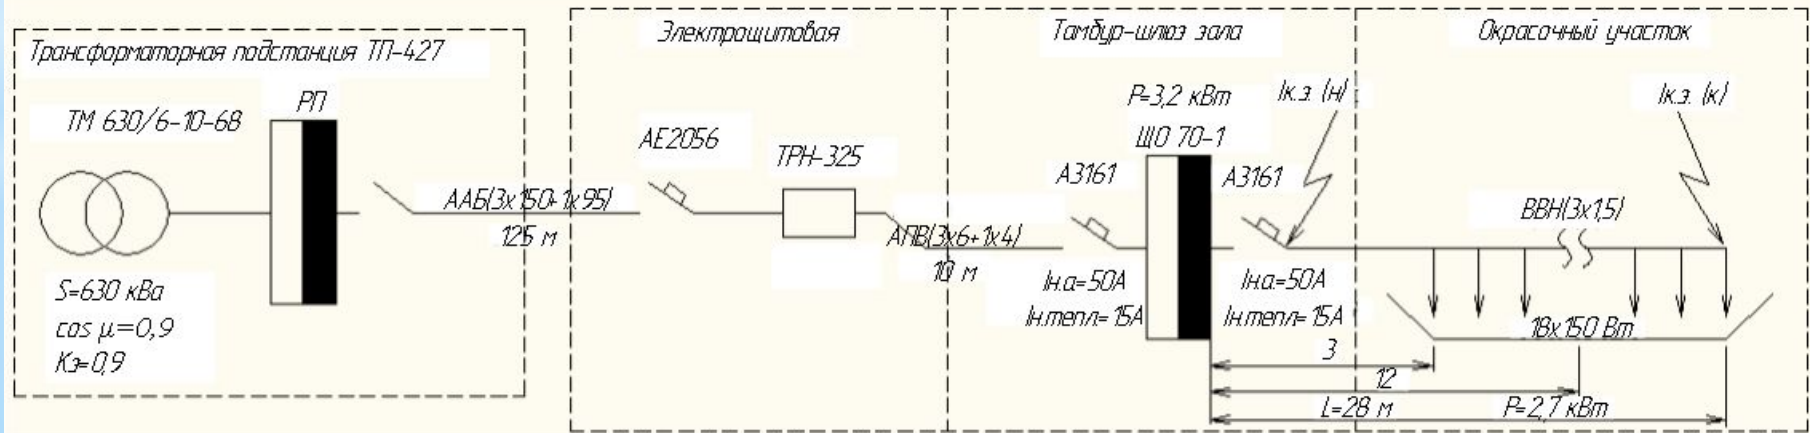 Трансформаторная подстанция ТП-427
ТМ 630/6-10-68
РП
S=630 кВа
cos μ=0,9
Кз=0,9
ААБ(3х150+1х95)
125 м
Электрощитовая
АЕ2056
ТРН-325
АПВ(3х6+1х4)
10 м
Тамбур-шлюз зала
Р=3,2 кВт
ЩО 70-1
А3161
А3161
Iк.з. (н)
Iн.а=50А
Iн.тепл=15А
Iн.а=50А
Iн.тепл=15А
Окрасочный участок
Iк.з. (к)
ВВН(3х1,5)
18х150 Вт
3
12
L=28 м
Р=2,7 кВт